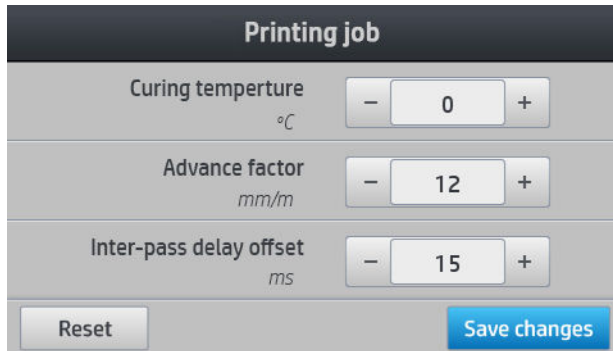 Printing job
Curing temperture
°C
− 0 +
Advance factor
mm/m
− 12 +
Inter-pass delay offset
ms
− 15 +
Reset Save changes